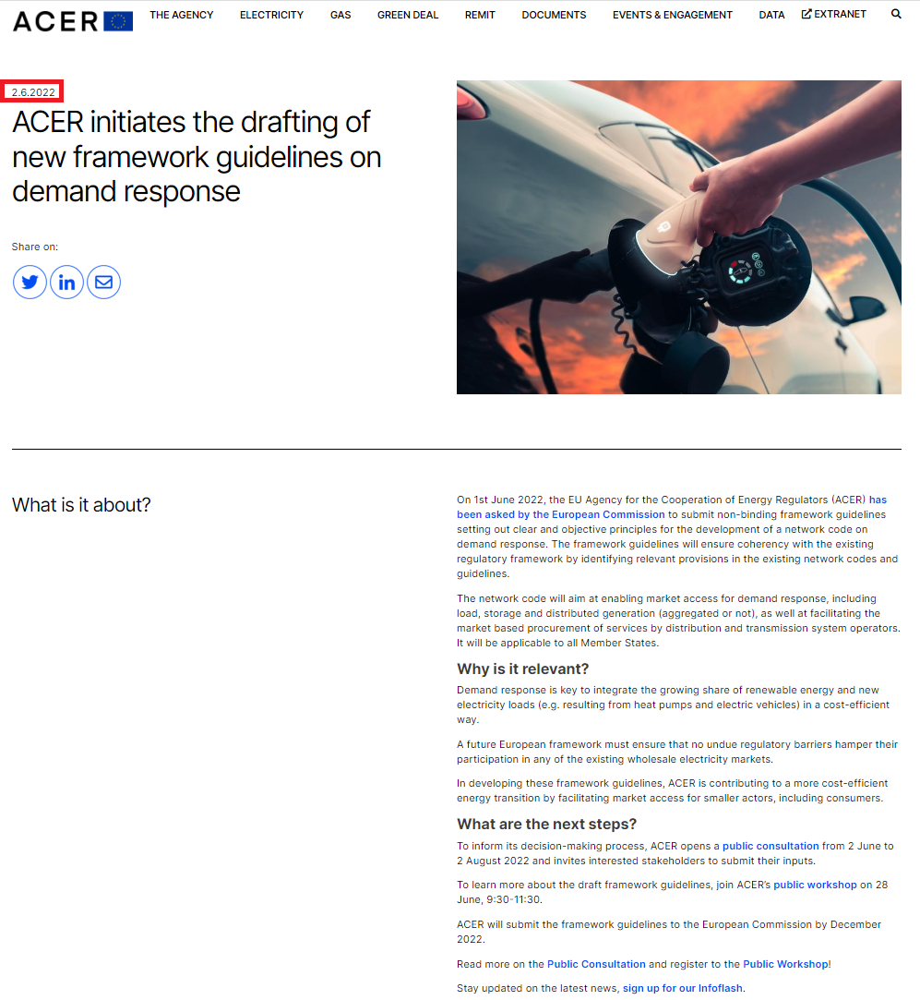 ACER
THE AGENCY ELECTRICITY GAS GREEN DEAL REMIT DOCUMENTS EVENTS & ENGAGEMENT DATA EXTRANET
2.6.2022
ACER initiates the drafting of
new framework guidelines on
demand response
Share on:
What is it about?
On 1st June 2022, the EU Agency for the Cooperation of Energy Regulators (ACER) has
been asked by the European Commission to submit non-binding framework guidelines
setting out clear and objective principles for the development of a network code on
demand response. The framework guidelines will ensure coherency with the existing
regulatory framework by identifying relevant provisions in the existing network codes and
guidelines.
The network code will aim at enabling market access for demand response, including
load, storage and distributed generation (aggregated or not), as well at facilitating the
market based procurement of services by distribution and transmission system operators.
It will be applicable to all Member States.
Why is it relevant?
Demand response is key to integrate the growing share of renewable energy and new
electricity loads (e.g. resulting from heat pumps and electric vehicles) in a cost-efficient
way.
A future European framework must ensure that no undue regulatory barriers hamper their
participation in any of the existing wholesale electricity markets.
In developing these framework guidelines, ACER is contributing to a more cost-efficient
energy transition by facilitating market access for smaller actors, including consumers.
What are the next steps?
To inform its decision-making process, ACER opens a public consultation from 2 June to
2 August 2022 and invites interested stakeholders to submit their inputs.
To learn more about the draft framework guidelines, join ACER's public workshop on 28
June, 9:30-11:30.
ACER will submit the framework guidelines to the European Commission by December
2022.
Read more on the Public Consultation and register to the Public Workshop!
Stay updated on the latest news, sign up for our Infoflash.